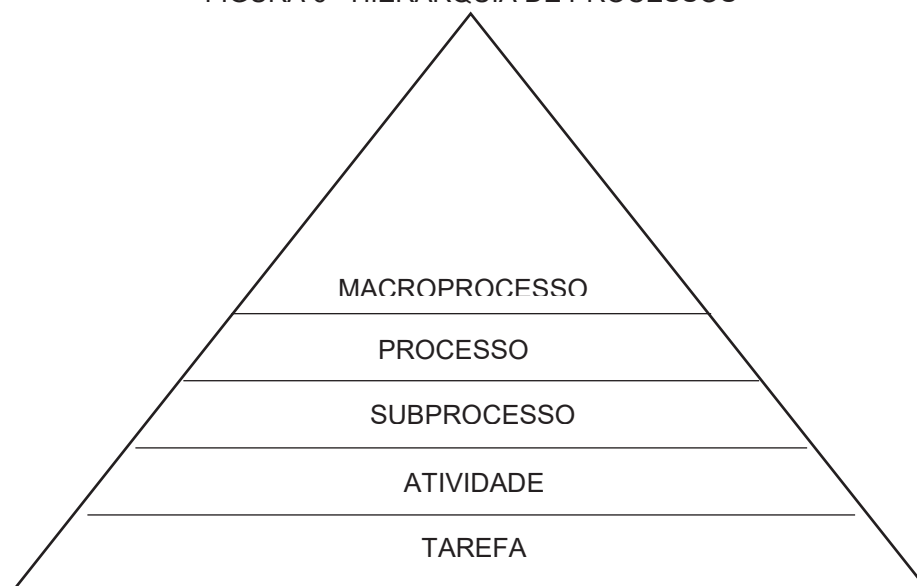 MACROPROCESSO
PROCESSO
SUBPROCESSO
ATIVIDADE
TAREFA